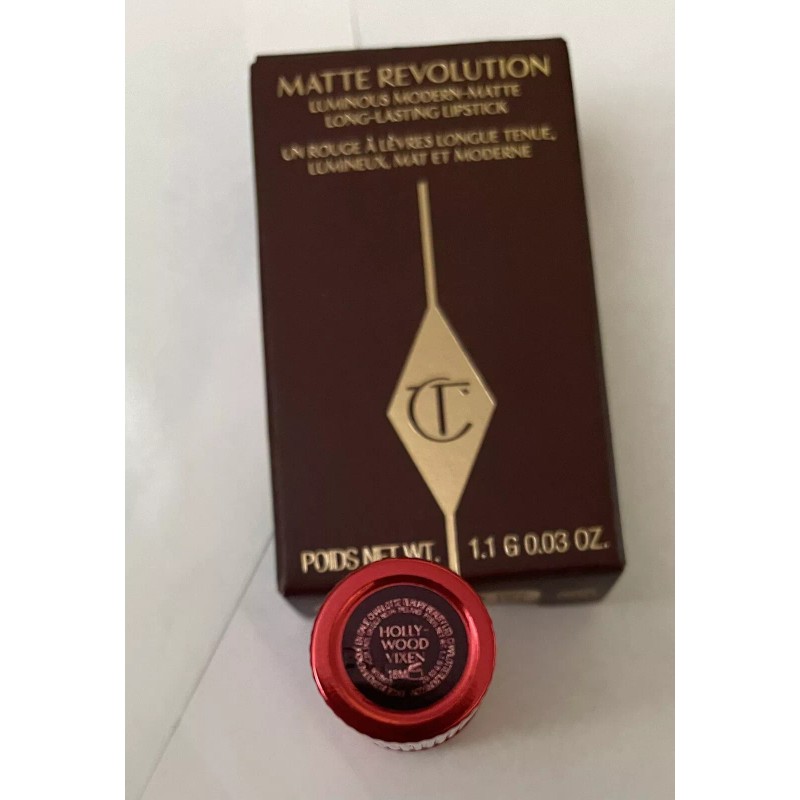 MATTE REVOLUTION
LUMINOUS MODERN-MATTE
LONG-LASTING LIPSTICK
UN ROUGE À LÈVRES LONGUE TENUE,
LUMINEUX, MAT ET MODERNE
CT
POIDS NET WT. 1.1 G 0.03 OZ.
HOLLY-
WOOD
VIXEN
18M